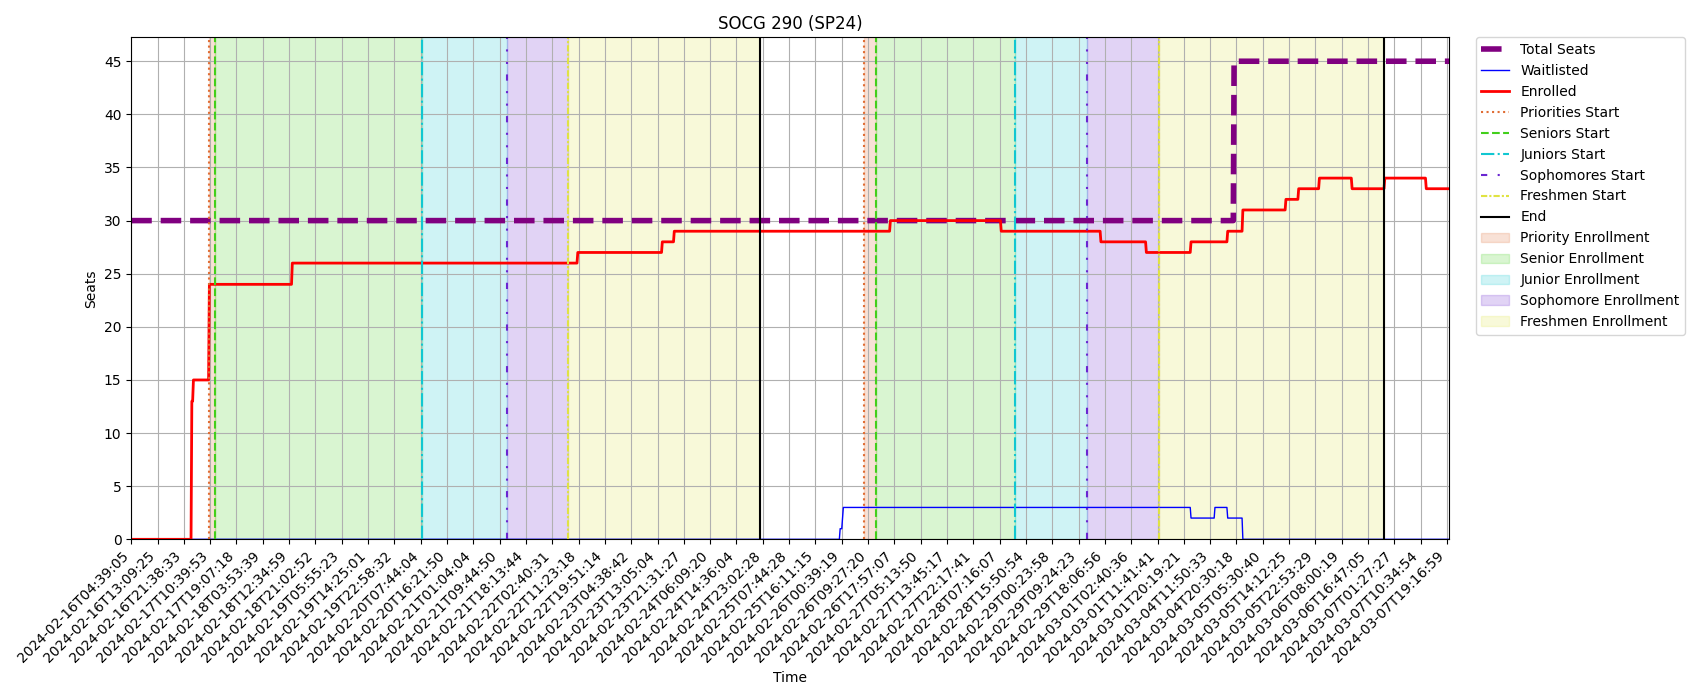 SOCG 290 (SP24)
Total Seats
Waitlisted
Enrolled
Priorities Start
Seniors Start
Juniors Start
Sophomores Start
Freshmen Start
End
Priority Enrollment
Senior Enrollment
Junior Enrollment
Sophomore Enrollment
Freshmen Enrollment
Seats
45
40
35
30
25
20
15
10
5
0
2024-02-16T04:39:05
2024-02-16T13:09:25
2024-02-16T21:38:33
2024-02-17T10:39:53
2024-02-17T19:07:18
2024-02-18T03:53:39
2024-02-18T12:34:59
2024-02-18T21:02:52
2024-02-19T05:55:23
2024-02-19T14:25:01
2024-02-19T22:58:32
2024-02-20T07:44:04
2024-02-20T16:21:50
2024-02-21T01:04:04
2024-02-21T09:44:50
2024-02-21T18:13:44
2024-02-22T02:40:31
2024-02-22T11:23:18
2024-02-22T19:51:14
2024-02-23T04:38:42
2024-02-23T13:05:04
2024-02-23T21:31:27
2024-02-24T06:09:20
2024-02-24T14:36:04
2024-02-24T23:02:28
2024-02-25T07:44:28
2024-02-25T16:11:15
2024-02-26T00:39:19
2024-02-26T09:27:20
2024-02-26T17:57:07
2024-02-27T05:13:50
2024-02-27T13:45:17
2024-02-27T22:17:41
2024-02-28T07:16:07
2024-02-28T15:50:54
2024-02-29T00:23:58
2024-02-29T09:24:23
2024-02-29T18:06:56
2024-03-01T02:40:36
2024-03-01T11:41:41
2024-03-01T20:19:21
2024-03-04T11:50:33
2024-03-04T20:30:18
2024-03-05T05:30:40
2024-03-05T14:12:25
2024-03-05T22:53:29
2024-03-06T08:00:19
2024-03-06T16:47:05
2024-03-07T01:27:27
2024-03-07T10:34:54
2024-03-07T19:16:59
Time